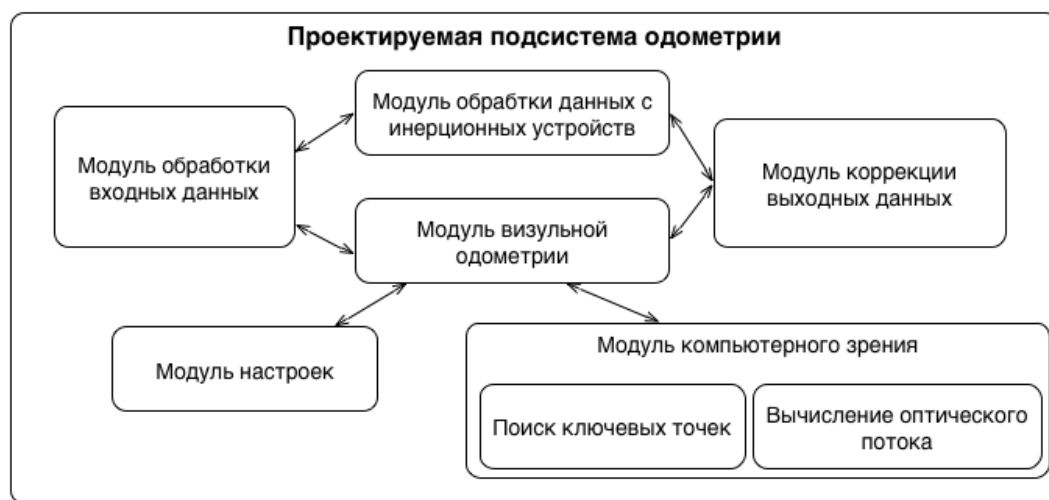 Проектируемая подсистема одометрии
Модуль обрабтки данных с
инерционных устройств
Модуль обработки
входных данных
Модуль коррекции
выходных данных
Модуль визульной
одометрии
Модуль настроек
Модуль компьютерного зрения
Поиск ключевых точек
Вычисление оптического
потока